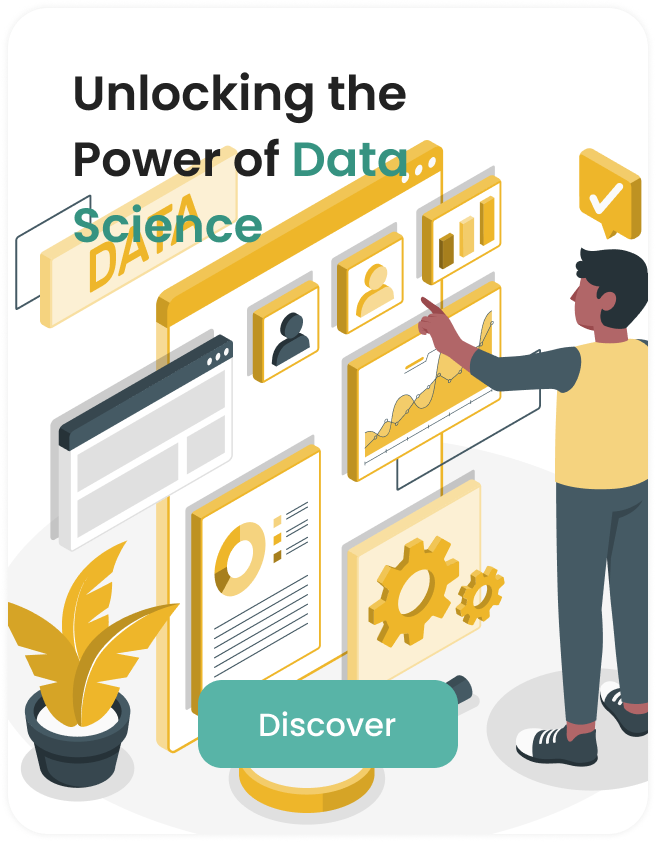 Unlocking the
Power of Data
Science
DATA
Discover